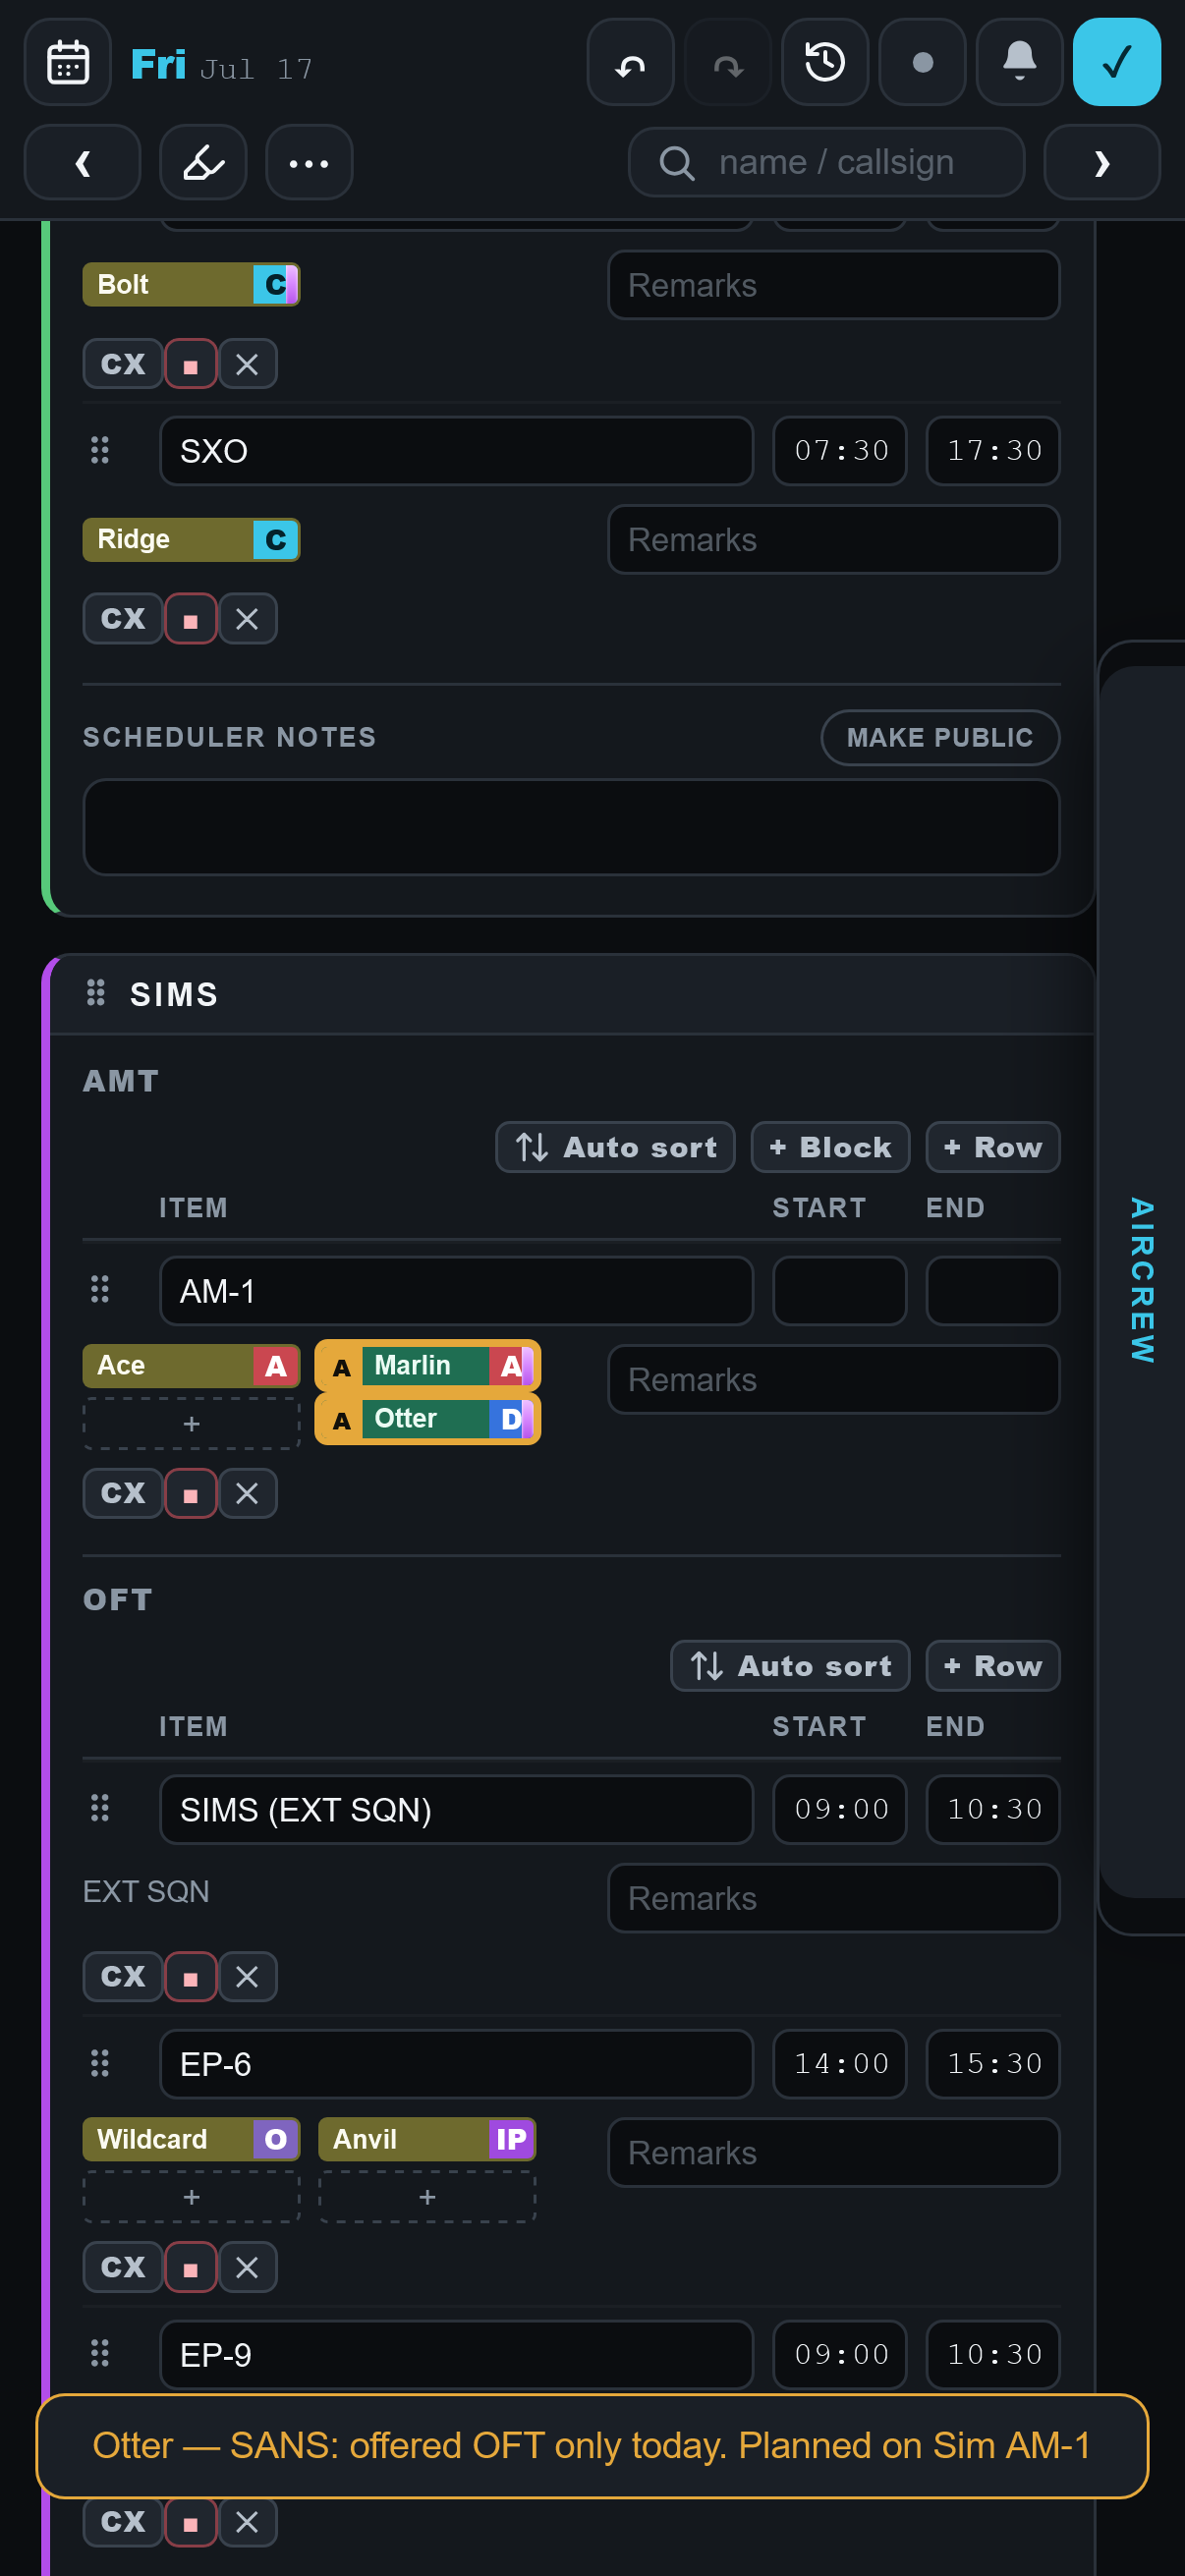 Fri Jul 17
name / callsign
Bolt C
Remarks
CX
SXO 07:30 17:30
Ridge C
Remarks
CX
SCHEDULER NOTES MAKE PUBLIC
SIMS
AMT
Auto sort + Block + Row
ITEM START END
AM-1
Ace A A Marlin A
Remarks
+ A Otter D
CX
OFT
Auto sort + Row
ITEM START END
SIMS (EXT SQN) 09:00 10:30
EXT SQN
Remarks
CX
EP-6 14:00 15:30
Wildcard O Anvil IP
Remarks
+ +
CX
EP-9 09:00 10:30
Otter — SANS: offered OFT only today. Planned on Sim AM-1
CX
AIRCREW